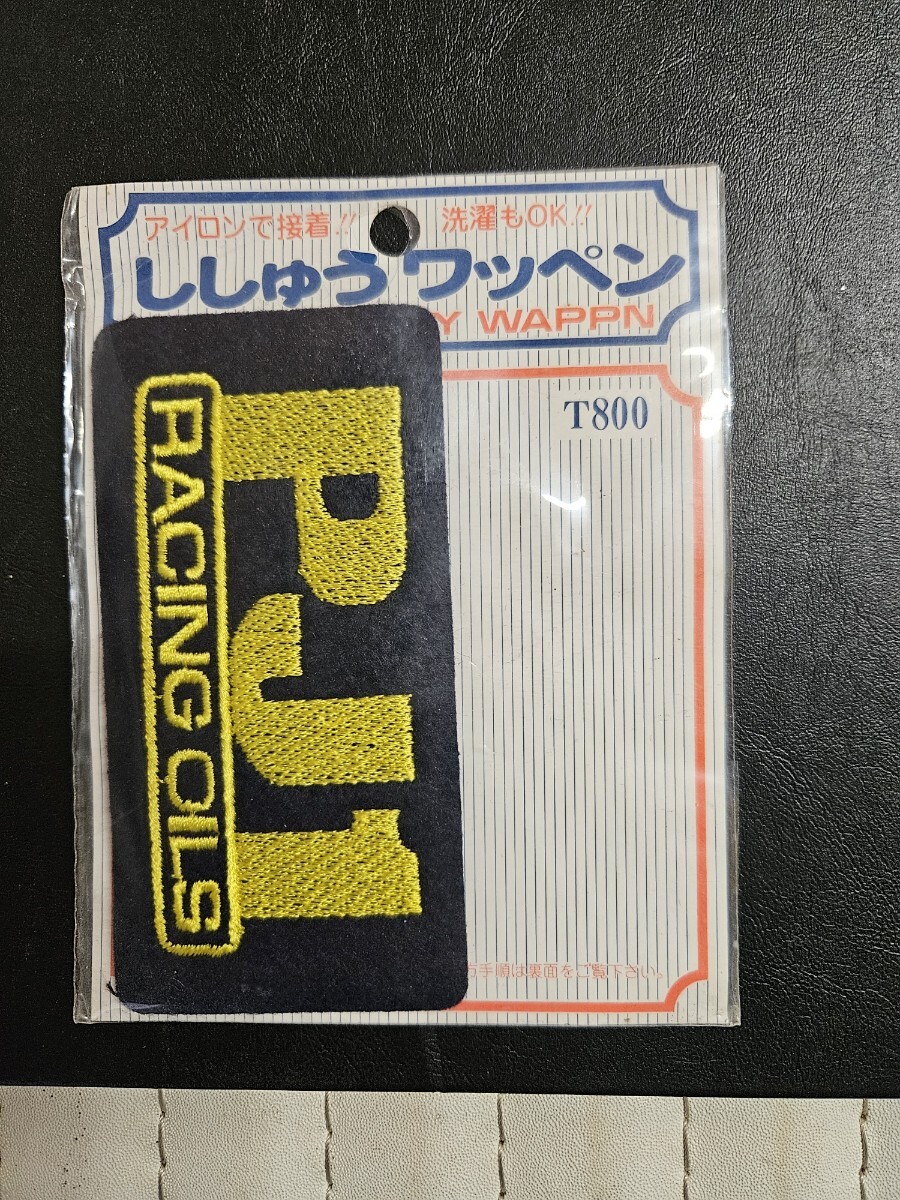 アイロンで接着!! 洗濯もOK!!
ししゅうワッペン
Y WAPPN
T800
PJ1
RACING OILS
手順は裏面をご覧下さい。